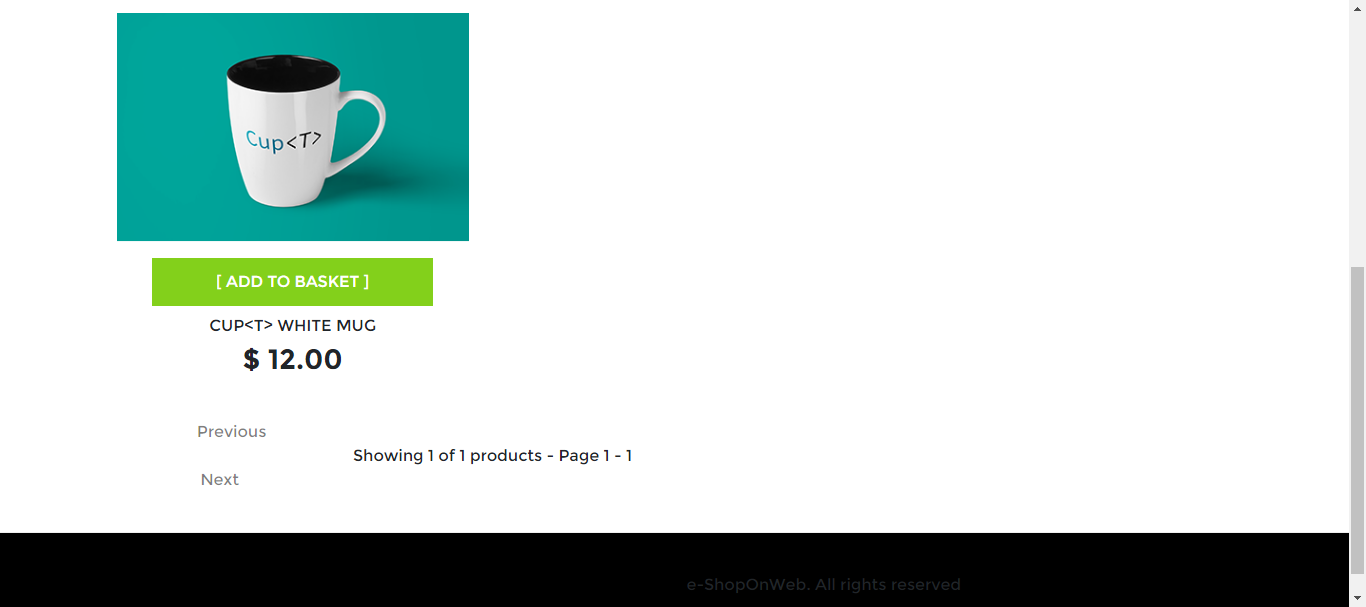 Cup<T>
[ ADD TO BASKET ]
CUP<T> WHITE MUG
$ 12.00
Previous
Showing 1 of 1 products - Page 1 - 1
Next
e-ShopOnWeb. All rights reserved